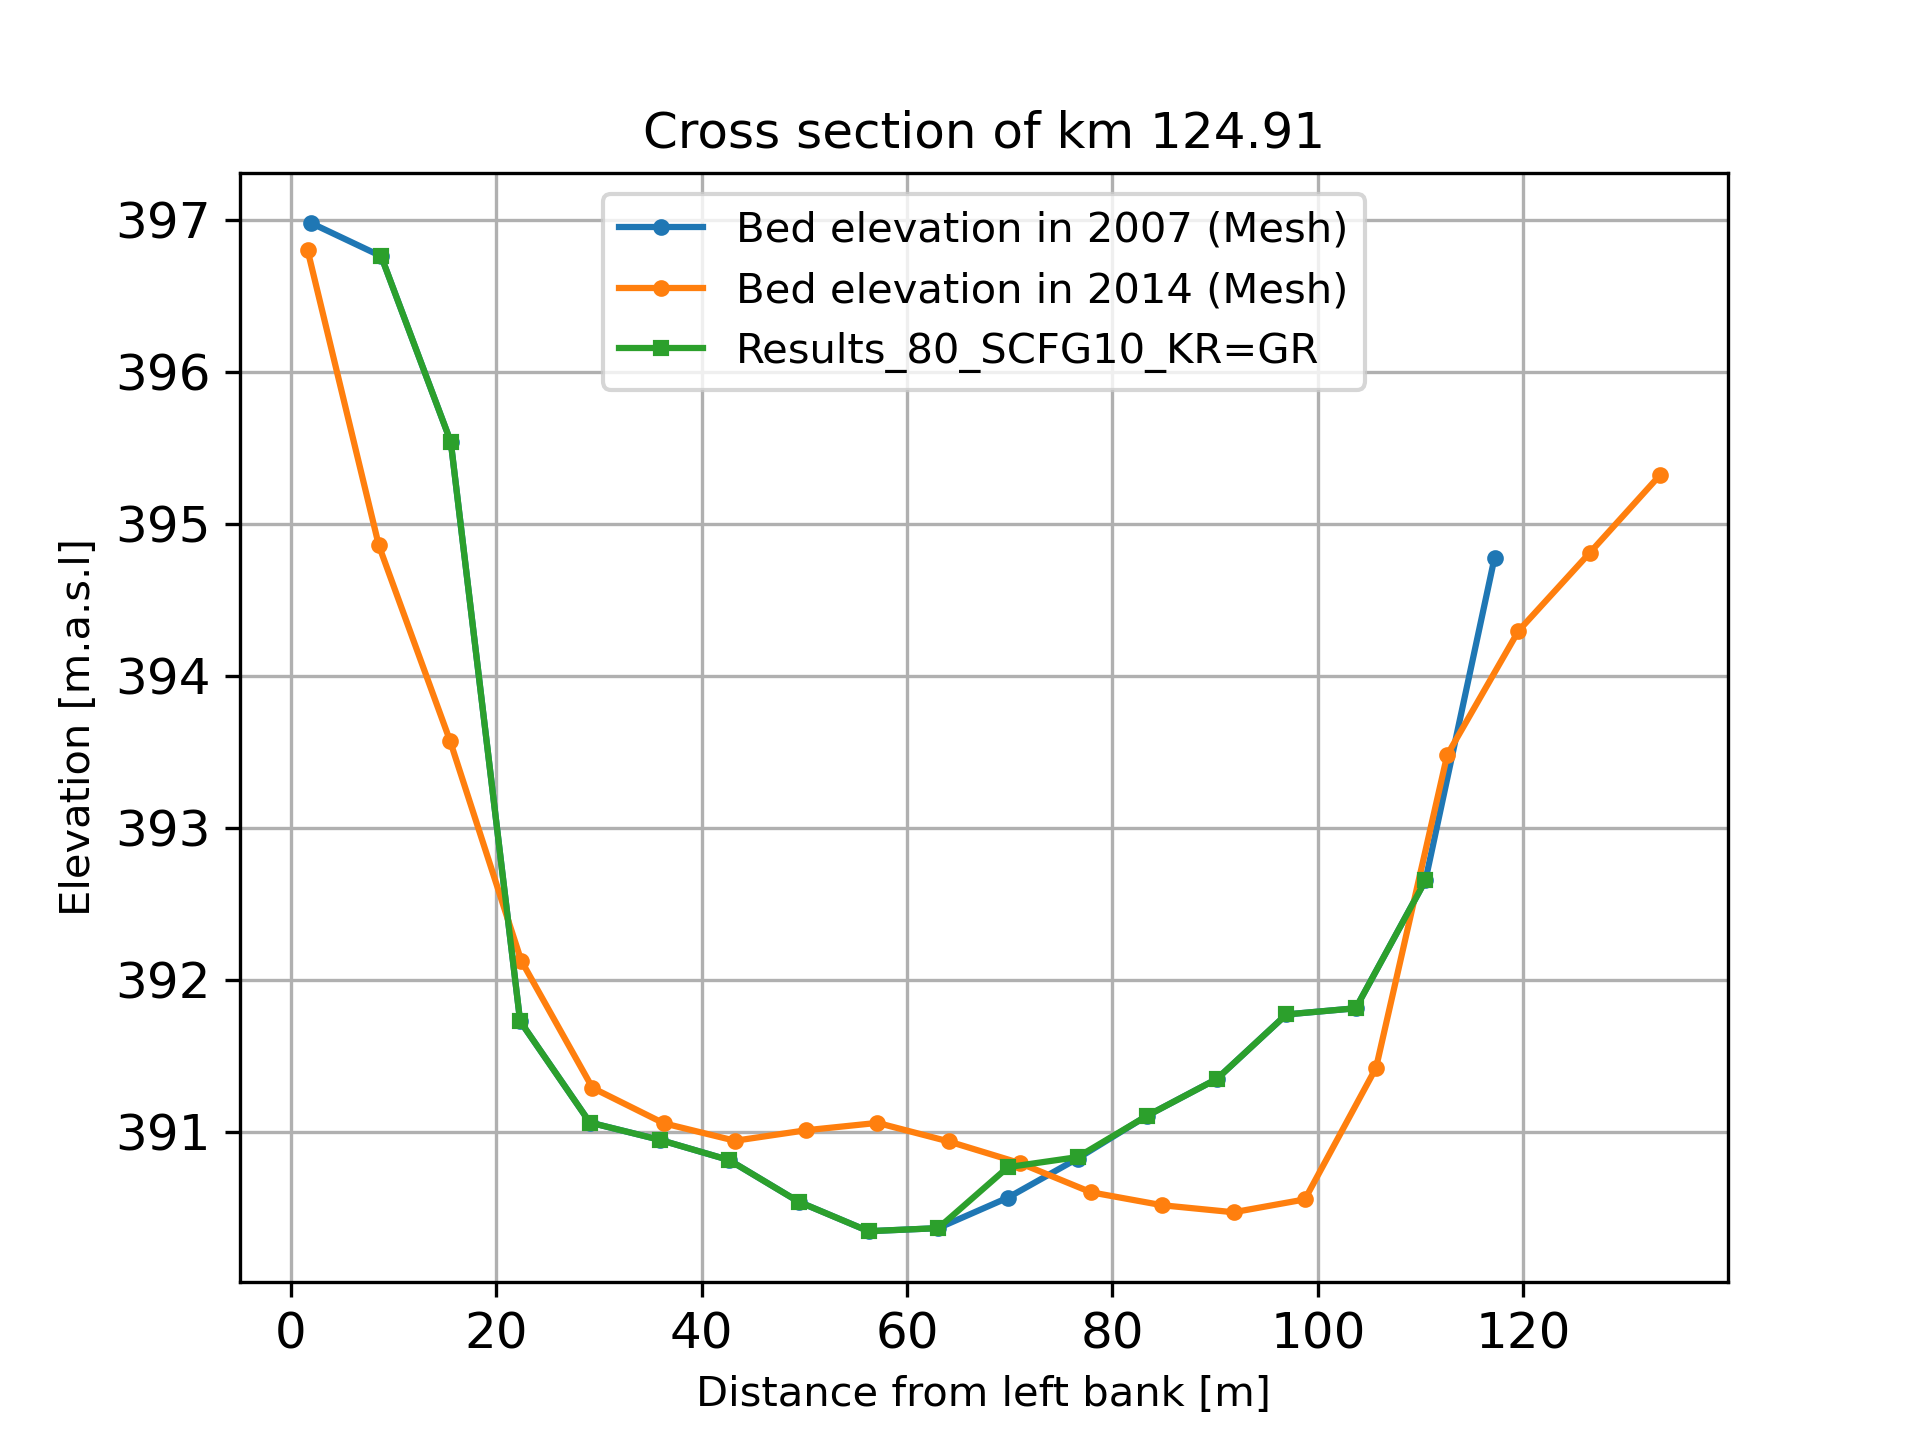 Cross section of km 124.91
Bed elevation in 2007 (Mesh)
Bed elevation in 2014 (Mesh)
Results_80_SCFG10_KR=GR
397
396
395
394
393
392
391
Elevation [m.a.s.l]
0 20 40 60 80 100 120
Distance from left bank [m]